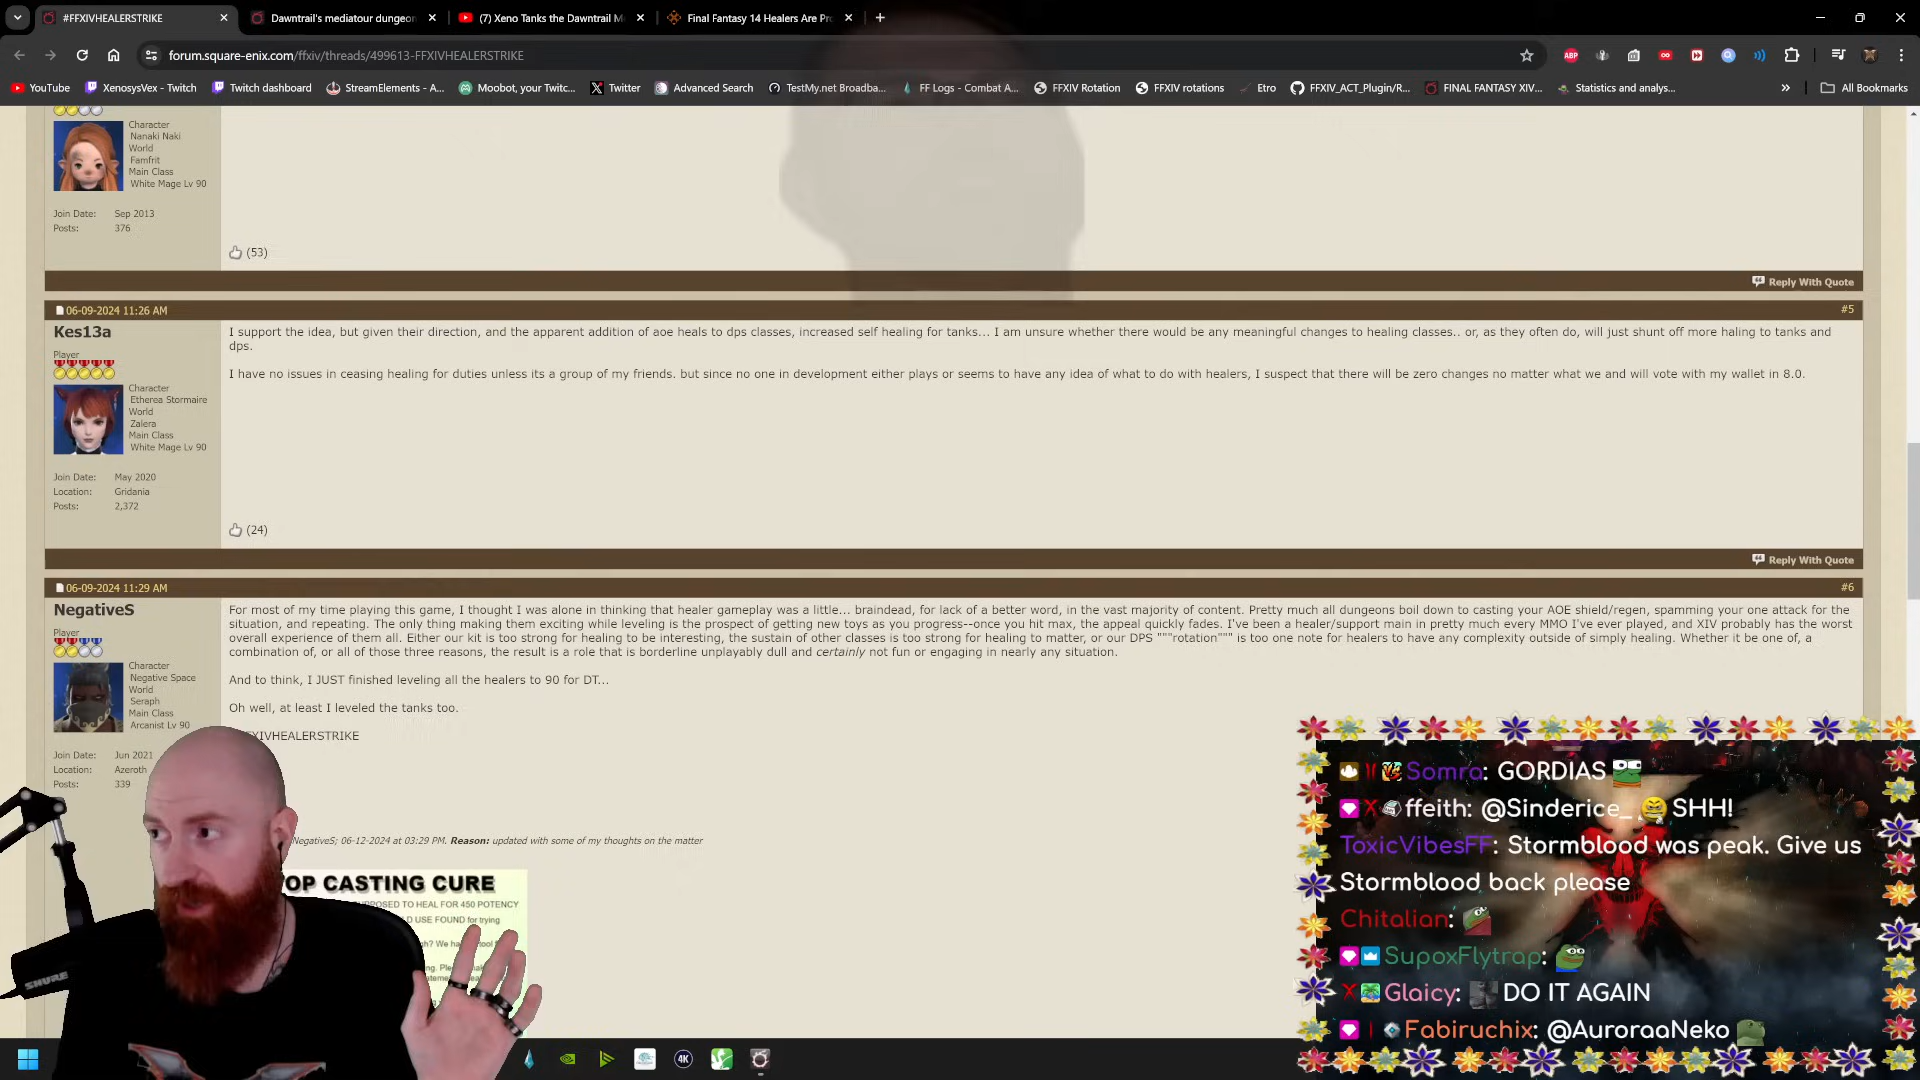 #FFXIVHEALERSTRIKE
Dawntrail's mediatour dungeon
(7) Xeno Tanks the Dawntrail M
Final Fantasy 14 Healers Are Pr
forum.square-enix.com/ffxiv/threads/499613-FFXIVHEALERSTRIKE
YouTube
XenosysVex - Twitch
Twitch dashboard
StreamElements - A...
Moobot, your Twitc...
Twitter
Advanced Search
TestMy.net Broadba...
FF Logs - Combat A...
FFXIV Rotation
FFXIV rotations
Etro
FFXIV_ACT_Plugin/R...
FINAL FANTASY XIV...
Statistics and analys...
All Bookmarks
Character
Nanaki Naki
World
Famfrit
Main Class
White Mage Lv 90
Join Date: Sep 2013
Posts: 376
(53)
Reply With Quote
06-09-2024 11:26 AM
#5
Kes13a
Player
Character
Etherea Stormaire
World
Zalera
Main Class
White Mage Lv 90
Join Date: May 2020
Location: Gridania
Posts: 2,372
I support the idea, but given their direction, and the apparent addition of aoe heals to dps classes, increased self healing for tanks... I am unsure whether there would be any meaningful changes to healing classes.. or, as they often do, will just shunt off more haling to tanks and
dps.
I have no issues in ceasing healing for duties unless its a group of my friends. but since no one in development either plays or seems to have any idea of what to do with healers, I suspect that there will be zero changes no matter what we and will vote with my wallet in 8.0.
(24)
Reply With Quote
06-09-2024 11:29 AM
#6
NegativeS
Player
Character
Negative Space
World
Seraph
Main Class
Arcanist Lv 90
Join Date: Jun 2021
Location: Azeroth
Posts: 339
For most of my time playing this game, I thought I was alone in thinking that healer gameplay was a little... braindead, for lack of a better word, in the vast majority of content. Pretty much all dungeons boil down to casting your AOE shield/regen, spamming your one attack for the
situation, and repeating. The only thing making them exciting while leveling is the prospect of getting new toys as you progress--once you hit max, the appeal quickly fades. I've been a healer/support main in pretty much every MMO I've ever played, and XIV probably has the worst
overall experience of them all. Either our kit is too strong for healing to be interesting, the sustain of other classes is too strong for healing to matter, or our DPS """rotation""" is too one note for healers to have any complexity outside of simply healing. Whether it be one of, a
combination of, or all of those three reasons, the result is a role that is borderline unplayably dull and certainly not fun or engaging in nearly any situation.
And to think, I JUST finished leveling all the healers to 90 for DT...
Oh well, at least I leveled the tanks too.
FXIVHEALERSTRIKE
NegativeS; 06-12-2024 at 03:29 PM. Reason: updated with some of my thoughts on the matter
OP CASTING CURE
TO HEAL FOR 450 POTENCY
USE FOUND for trying
SHURE
Somra: GORDIAS
ffeith: @Sinderice_ SHH!
ToxicVibesFF: Stormblood was peak. Give us
Stormblood back please
Chitalian:
SupoxFlytrap:
Glaicy: DO IT AGAIN
Fabiruchix: @AuroraaNeko
4K